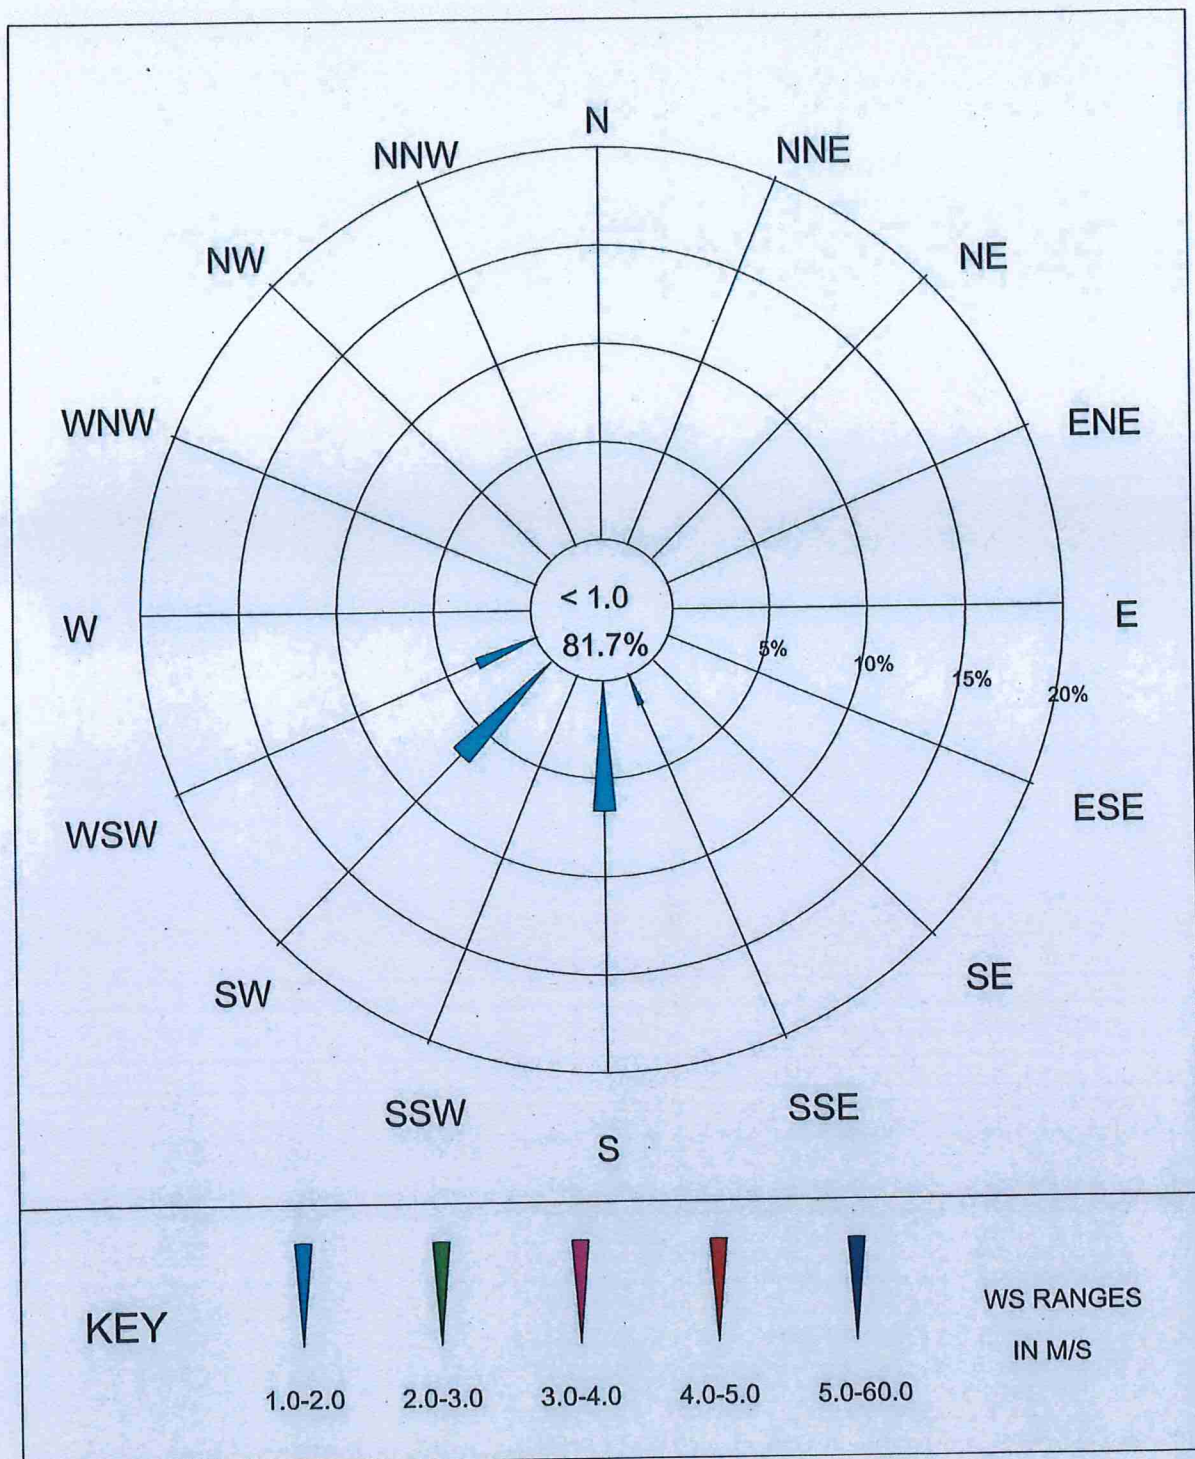 N
NNW
NNE
NW
NE
WNW
ENE
< 1.0
W
E
81.7%
5%
10%
15%
20%
WSW
ESE
SW
SE
SSW
SSE
S
KEY
WS RANGES
IN M/S
1.0-2.0
2.0-3.0
3.0-4.0
4.0-5.0
5.0-60.0